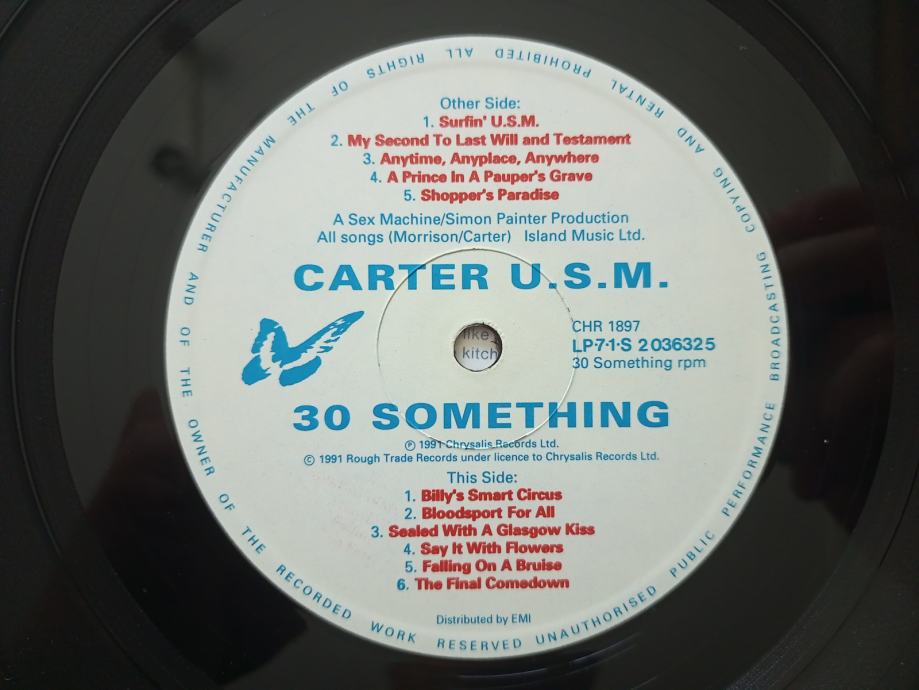 Other Side:
1. Surfin' U.S.M.
2. My Second To Last Will and Testament
3. Anytime, Anyplace, Anywhere
4. A Prince In A Pauper's Grave
5. Shopper's Paradise
A Sex Machine/Simon Painter Production
All songs (Morrison/Carter) Island Music Ltd.
CARTER U.S.M.
like
kitch
CHR 1897
LP·7·1·S 2036325
30 Something rpm
30 SOMETHING
℗ 1991 Chrysalis Records Ltd.
© 1991 Rough Trade Records under licence to Chrysalis Records Ltd.
This Side:
1. Billy's Smart Circus
2. Bloodsport For All
3. Sealed With A Glasgow Kiss
4. Say It With Flowers
5. Falling On A Bruise
6. The Final Comedown
Distributed by EMI
ALL RIGHTS OF THE MANUFACTURER AND OF THE OWNER OF THE RECORDED WORK RESERVED UNAUTHORISED PUBLIC PERFORMANCE BROADCASTING COPYING AND RENTAL PROHIBITED